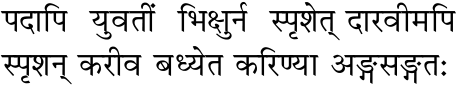 पदापि युवतीं भिक्षुर्न स्पृशेत् दारवीमपि
स्पृशन् करीव बध्येत करिण्या अङ्गसङ्गतः